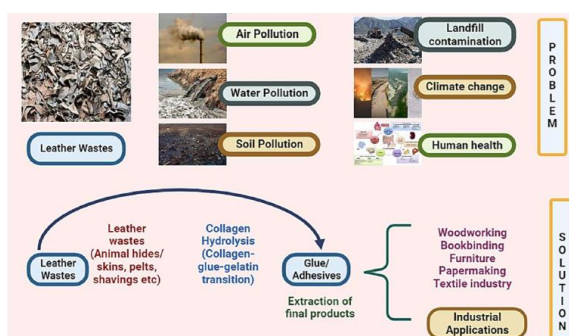 Air Pollution
Landfill
contamination
Water Pollution
Climate change
Leather Wastes
Soil Pollution
Human health
PROBLEM
Leather
wastes
(Animal hides/
skins, pelts,
shavings etc)
Collagen
Hydrolysis
(Collagen-
glue-gelatin
transition)
Leather
Wastes
Glue/
Adhesives
Extraction of
final products
Woodworking
Bookbinding
Furniture
Papermaking
Textile industry
Industrial
Applications
SOLUTION